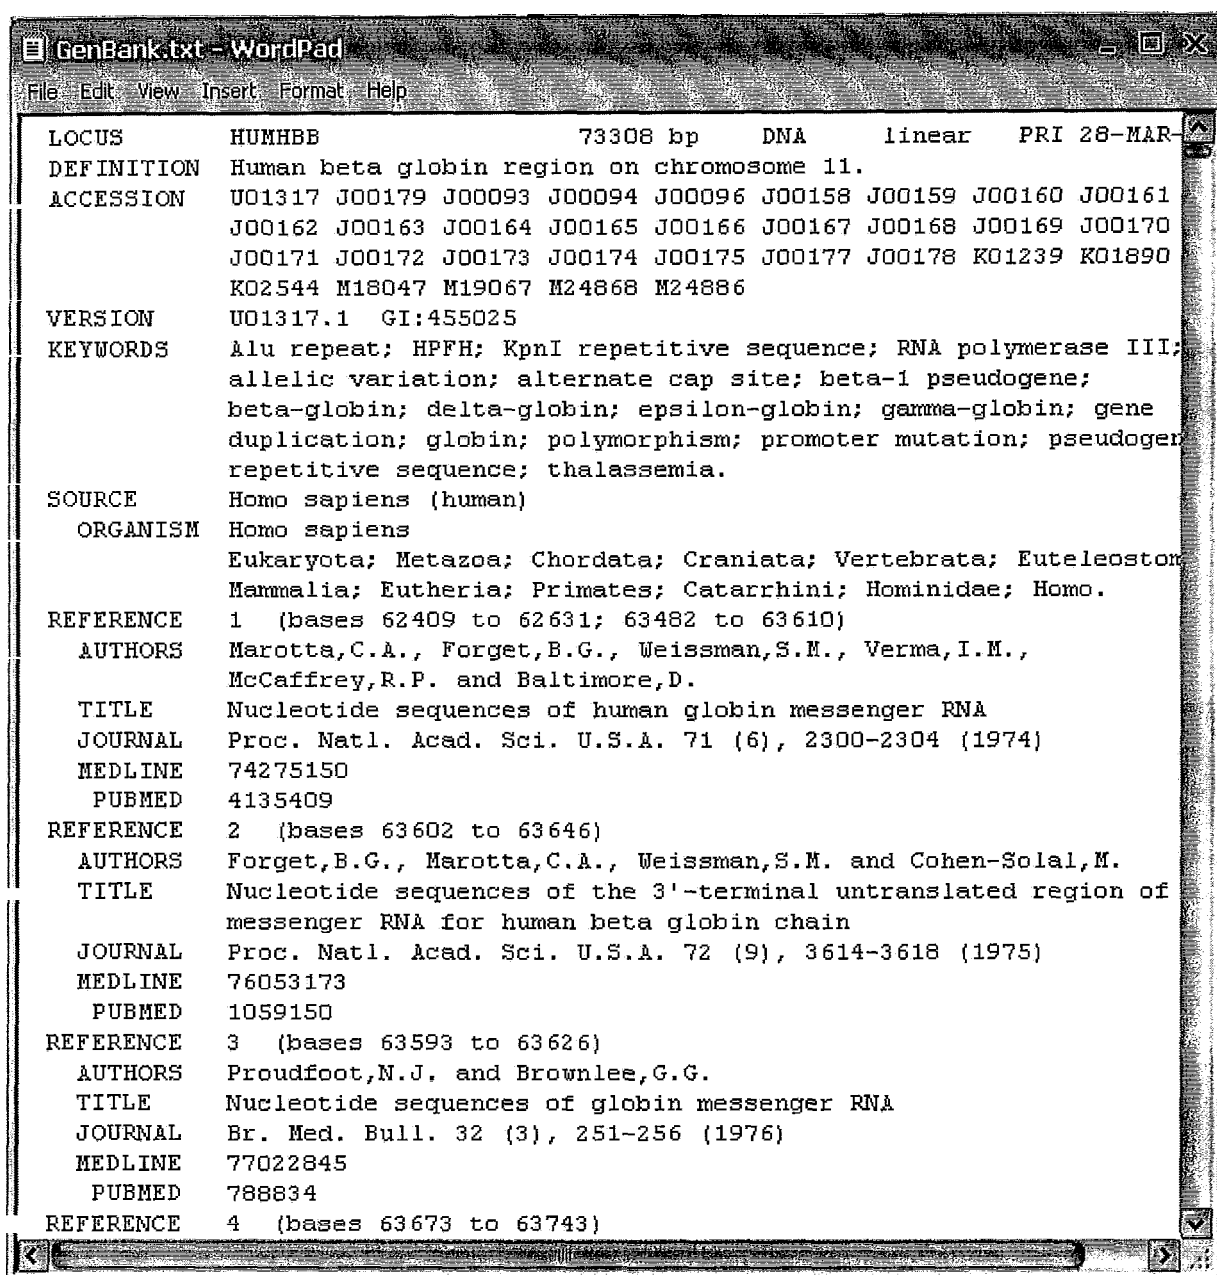 GenBank.txt - WordPad
File Edit View Insert Format Help
LOCUS HUMHBB 73308 bp DNA linear PRI 28-MAR-
DEFINITION Human beta globin region on chromosome 11.
ACCESSION U01317 J00179 J00093 J00094 J00096 J00158 J00159 J00160 J00161
J00162 J00163 J00164 J00165 J00166 J00167 J00168 J00169 J00170
J00171 J00172 J00173 J00174 J00175 J00177 J00178 K01239 K01890
K02544 M18047 M19067 M24868 M24886
VERSION U01317.1 GI:455025
KEYWORDS Alu repeat; HPFH; KpnI repetitive sequence; RNA polymerase III;
allelic variation; alternate cap site; beta-1 pseudogene;
beta-globin; delta-globin; epsilon-globin; gamma-globin; gene
duplication; globin; polymorphism; promoter mutation; pseudogen
repetitive sequence; thalassemia.
SOURCE Homo sapiens (human)
ORGANISM Homo sapiens
Eukaryota; Metazoa; Chordata; Craniata; Vertebrata; Euteleostom
Mammalia; Eutheria; Primates; Catarrhini; Hominidae; Homo.
REFERENCE 1 (bases 62409 to 62631; 63482 to 63610)
AUTHORS Marotta,C.A., Forget,B.G., Weissman,S.M., Verma,I.M.,
McCaffrey,R.P. and Baltimore,D.
TITLE Nucleotide sequences of human globin messenger RNA
JOURNAL Proc. Natl. Acad. Sci. U.S.A. 71 (6), 2300-2304 (1974)
MEDLINE 74275150
PUBMED 4135409
REFERENCE 2 (bases 63602 to 63646)
AUTHORS Forget,B.G., Marotta,C.A., Weissman,S.M. and Cohen-Solal,M.
TITLE Nucleotide sequences of the 3'-terminal untranslated region of
messenger RNA for human beta globin chain
JOURNAL Proc. Natl. Acad. Sci. U.S.A. 72 (9), 3614-3618 (1975)
MEDLINE 76053173
PUBMED 1059150
REFERENCE 3 (bases 63593 to 63626)
AUTHORS Proudfoot,N.J. and Brownlee,G.G.
TITLE Nucleotide sequences of globin messenger RNA
JOURNAL Br. Med. Bull. 32 (3), 251-256 (1976)
MEDLINE 77022845
PUBMED 788834
REFERENCE 4 (bases 63673 to 63743)